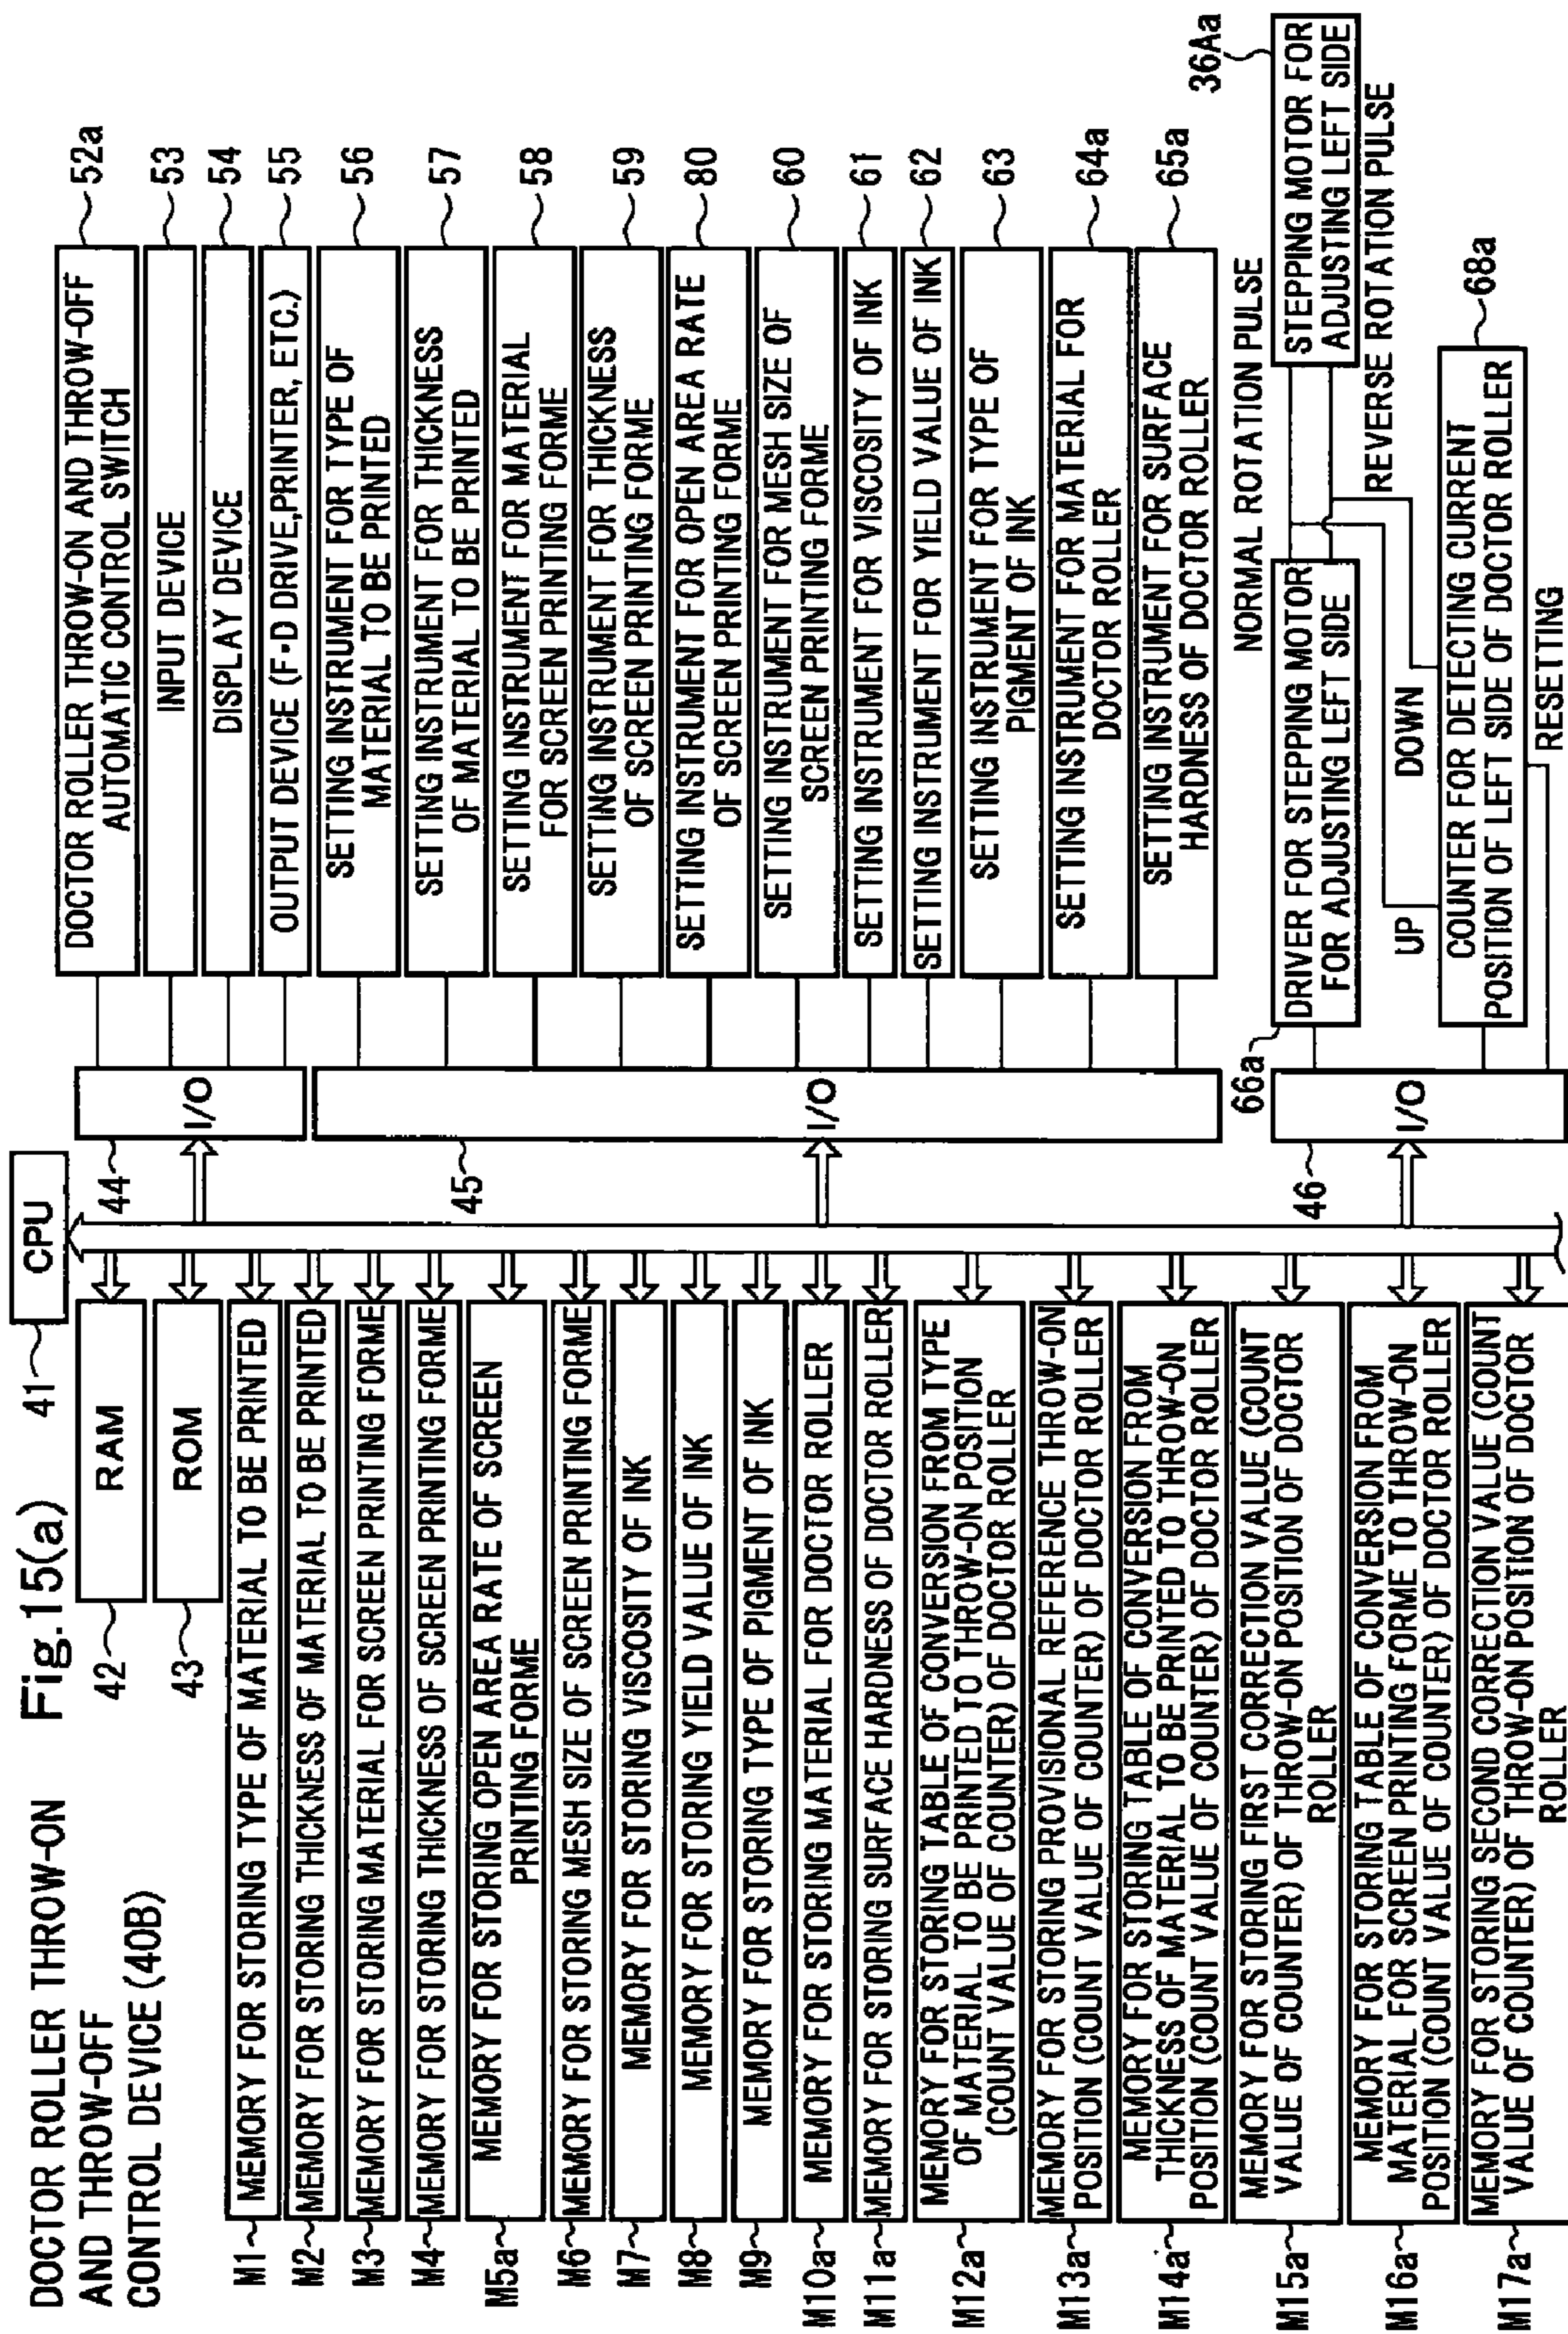 DOCTOR ROLLER THROW-ON
AND THROW-OFF
CONTROL DEVICE (40B)
Fig.15(a)
41
CPU
42
RAM
43
ROM
M1
MEMORY FOR STORING TYPE OF MATERIAL TO BE PRINTED
M2
MEMORY FOR STORING THICKNESS OF MATERIAL TO BE PRINTED
M3
MEMORY FOR STORING MATERIAL FOR SCREEN PRINTING FORME
M4
MEMORY FOR STORING THICKNESS OF SCREEN PRINTING FORME
M5a
MEMORY FOR STORING OPEN AREA RATE OF SCREEN
PRINTING FORME
M6
MEMORY FOR STORING MESH SIZE OF SCREEN PRINTING FORME
M7
MEMORY FOR STORING VISCOSITY OF INK
M8
MEMORY FOR STORING YIELD VALUE OF INK
M9
MEMORY FOR STORING TYPE OF PIGMENT OF INK
M10a
MEMORY FOR STORING MATERIAL FOR DOCTOR ROLLER
M11a
MEMORY FOR STORING SURFACE HARDNESS OF DOCTOR ROLLER
M12a
MEMORY FOR STORING TABLE OF CONVERSION FROM TYPE
OF MATERIAL TO BE PRINTED TO THROW-ON POSITION
(COUNT VALUE OF COUNTER) OF DOCTOR ROLLER
M13a
MEMORY FOR STORING PROVISIONAL REFERENCE THROW-ON
POSITION (COUNT VALUE OF COUNTER) OF DOCTOR ROLLER
M14a
MEMORY FOR STORING TABLE OF CONVERSION FROM
THICKNESS OF MATERIAL TO BE PRINTED TO THROW-ON
POSITION (COUNT VALUE OF COUNTER) OF DOCTOR ROLLER
M15a
MEMORY FOR STORING FIRST CORRECTION VALUE (COUNT
VALUE OF COUNTER) OF THROW-ON POSITION OF DOCTOR
ROLLER
M16a
MEMORY FOR STORING TABLE OF CONVERSION FROM
MATERIAL FOR SCREEN PRINTING FORME TO THROW-ON
POSITION (COUNT VALUE OF COUNTER) OF DOCTOR ROLLER
M17a
MEMORY FOR STORING SECOND CORRECTION VALUE (COUNT
VALUE OF COUNTER) OF THROW-ON POSITION OF DOCTOR
ROLLER
44
I/O
DOCTOR ROLLER THROW-ON AND THROW-OFF
AUTOMATIC CONTROL SWITCH
52a
INPUT DEVICE
53
DISPLAY DEVICE
54
OUTPUT DEVICE (F·D DRIVE,PRINTER, ETC.)
55
45
I/O
SETTING INSTRUMENT FOR TYPE OF
MATERIAL TO BE PRINTED
56
SETTING INSTRUMENT FOR THICKNESS
OF MATERIAL TO BE PRINTED
57
SETTING INSTRUMENT FOR MATERIAL
FOR SCREEN PRINTING FORME
58
SETTING INSTRUMENT FOR THICKNESS
OF SCREEN PRINTING FORME
59
SETTING INSTRUMENT FOR OPEN AREA RATE
OF SCREEN PRINTING FORME
80
SETTING INSTRUMENT FOR MESH SIZE OF
SCREEN PRINTING FORME
60
SETTING INSTRUMENT FOR VISCOSITY OF INK
61
SETTING INSTRUMENT FOR YIELD VALUE OF INK
62
SETTING INSTRUMENT FOR TYPE OF
PIGMENT OF INK
63
SETTING INSTRUMENT FOR MATERIAL FOR
DOCTOR ROLLER
64a
SETTING INSTRUMENT FOR SURFACE
HARDNESS OF DOCTOR ROLLER
65a
46
I/O
66a
DRIVER FOR STEPPING MOTOR
FOR ADJUSTING LEFT SIDE
NORMAL ROTATION PULSE
36Aa
STEPPING MOTOR FOR
ADJUSTING LEFT SIDE
REVERSE ROTATION PULSE
UP
DOWN
COUNTER FOR DETECTING CURRENT
POSITION OF LEFT SIDE OF DOCTOR ROLLER
68a
RESETTING